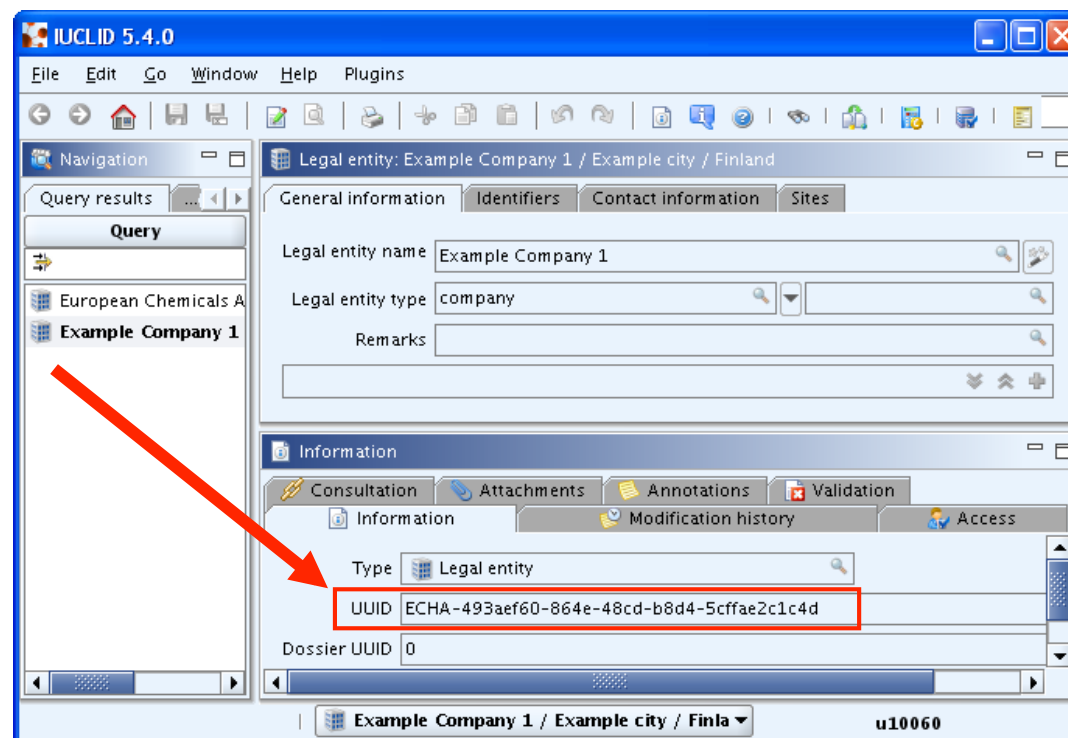 IUCLID 5.4.0
File Edit Go Window Help Plugins
Navigation
Query results ...
Query
European Chemicals A
Example Company 1
Legal entity: Example Company 1 / Example city / Finland
General information Identifiers Contact information Sites
Legal entity name Example Company 1
Legal entity type company
Remarks
Information
Consultation Attachments Annotations Validation
Information Modification history Access
Type Legal entity
UUID ECHA-493aef60-864e-48cd-b8d4-5cffae2c1c4d
Dossier UUID 0
Example Company 1 / Example city / Finla u10060